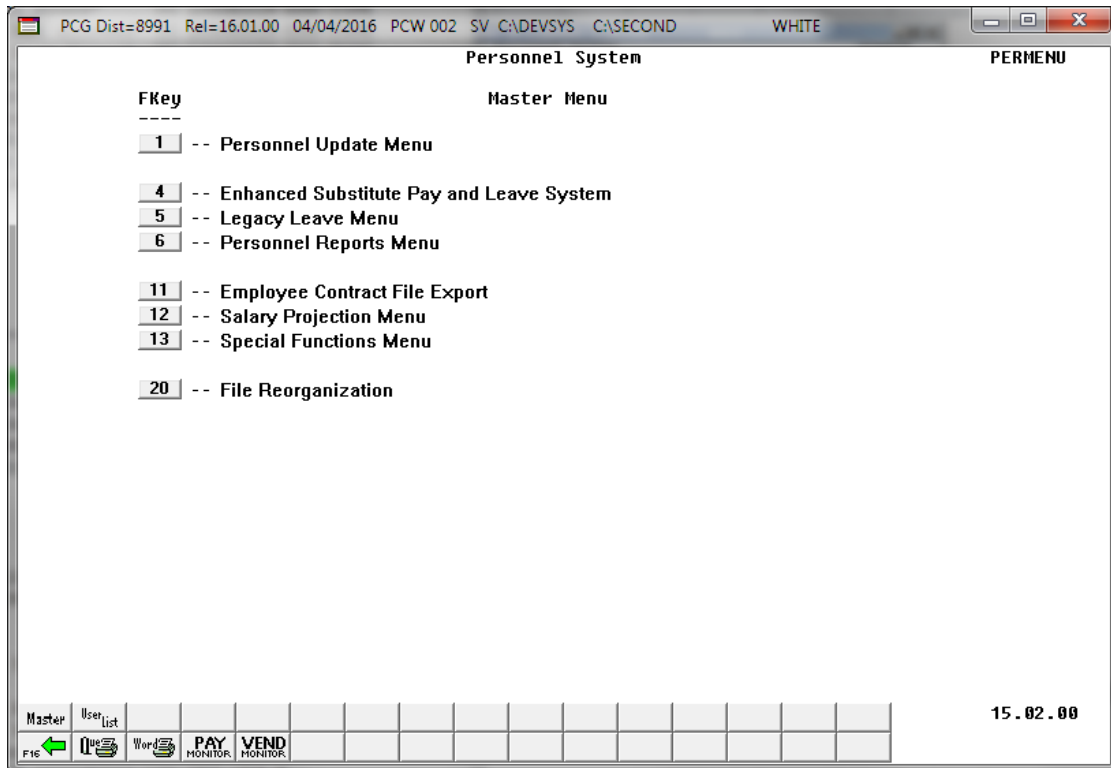 PCG Dist=8991 Rel=16.01.00 04/04/2016 PCW 002 SV C:\DEVSYS C:\SECOND WHITE
Personnel System PERMENU
FKey Master Menu
----
1 -- Personnel Update Menu
4 -- Enhanced Substitute Pay and Leave System
5 -- Legacy Leave Menu
6 -- Personnel Reports Menu
11 -- Employee Contract File Export
12 -- Salary Projection Menu
13 -- Special Functions Menu
20 -- File Reorganization
Master User List 15.02.00
F16 Que Word PAY MONITOR VEND MONITOR